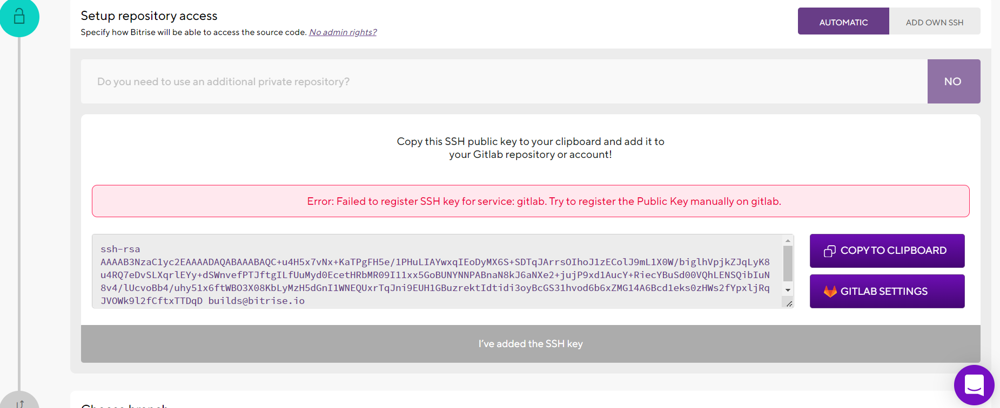 Setup repository access
Specify how Bitrise will be able to access the source code. No admin rights?
AUTOMATIC
ADD OWN SSH
Do you need to use an additional private repository?
NO
Copy this SSH public key to your clipboard and add it to
your Gitlab repository or account!
Error: Failed to register SSH key for service: gitlab. Try to register the Public Key manually on gitlab.
ssh-rsa
AAAAB3NzaC1yc2EAAAADAQABAAABAQC+u4H5x7vNx+KaTPgFH5e/1PHuLIAYwxqIEoDyMX6S+SDTqJArrsOIhoJ1zEColJ9mL1X0W/biglhVpjkZJqLyK8
u4RQ7eDvSLXqrlEYy+dSWnvefPTJftgILfUuMyd0EcetHRbMR09I11xx5GoBUNYNNPABnaN8kJ6aNXe2+jujP9xd1AucY+RiecYBuSd00VQhLENSQibIuN
8v4/lUcvoBb4/uhy51x6ftWBO3X08KbLyMzH5dGnI1WNEQUxrTqJni9EUH1GBuzrektIdtidi3oyBcGS31hvod6b6xZMG14A6Bcd1eks0zHWs2fYpxljRq
JVOWk9l2fCftxTTDqD builds@bitrise.io
COPY TO CLIPBOARD
GITLAB SETTINGS
I've added the SSH key
Choose branch